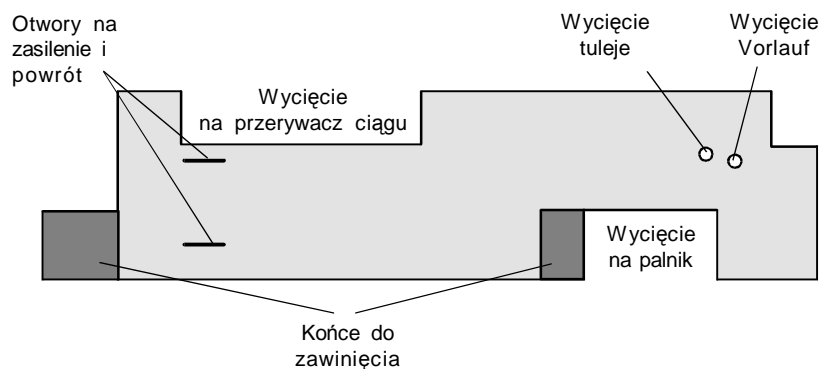 Otwory na
zasilenie i
powrót
Wycięcie
tuleje
Wycięcie
Vorlauf
Wycięcie
na przerywacz ciągu
Wycięcie
na palnik
Końce do
zawinięcia